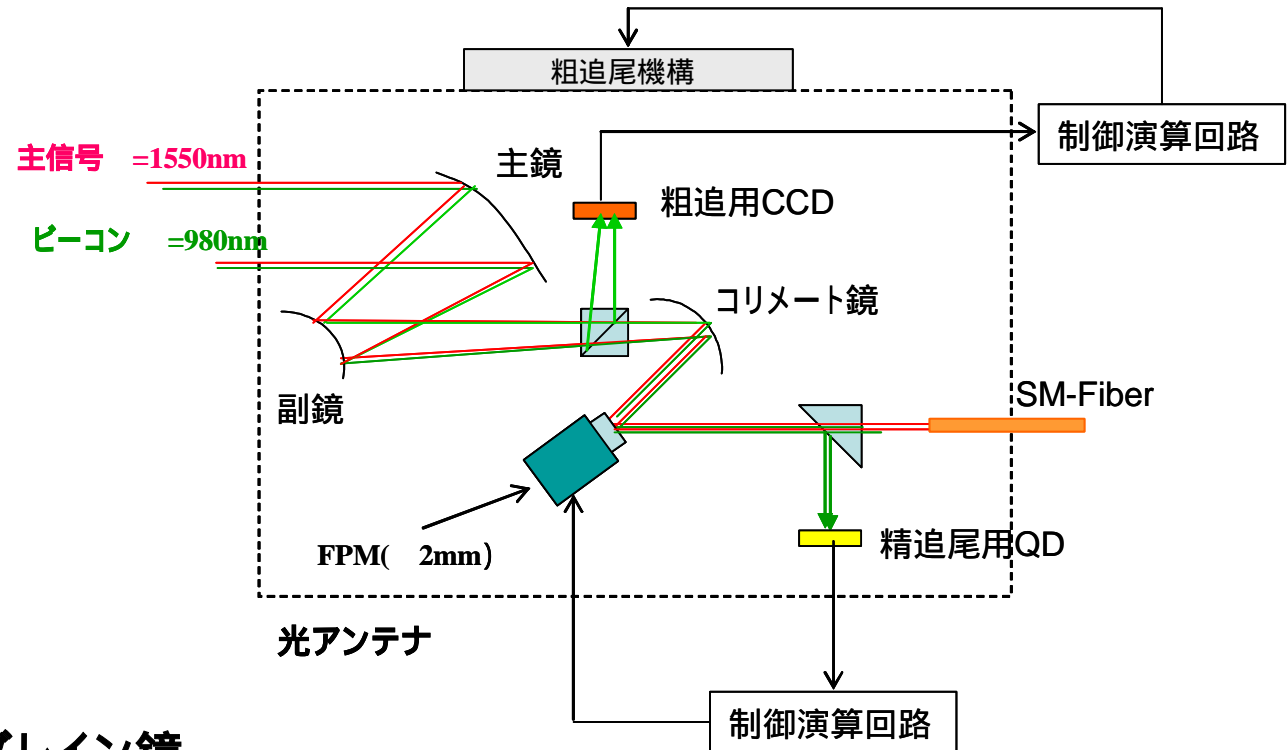 粗追尾機構
制御演算回路
主信号 =1550nm
主鏡
粗追用CCD
ビーコン =980nm
コリメート鏡
副鏡
SM-Fiber
FPM( 2mm)
精追尾用QD
光アンテナ
制御演算回路